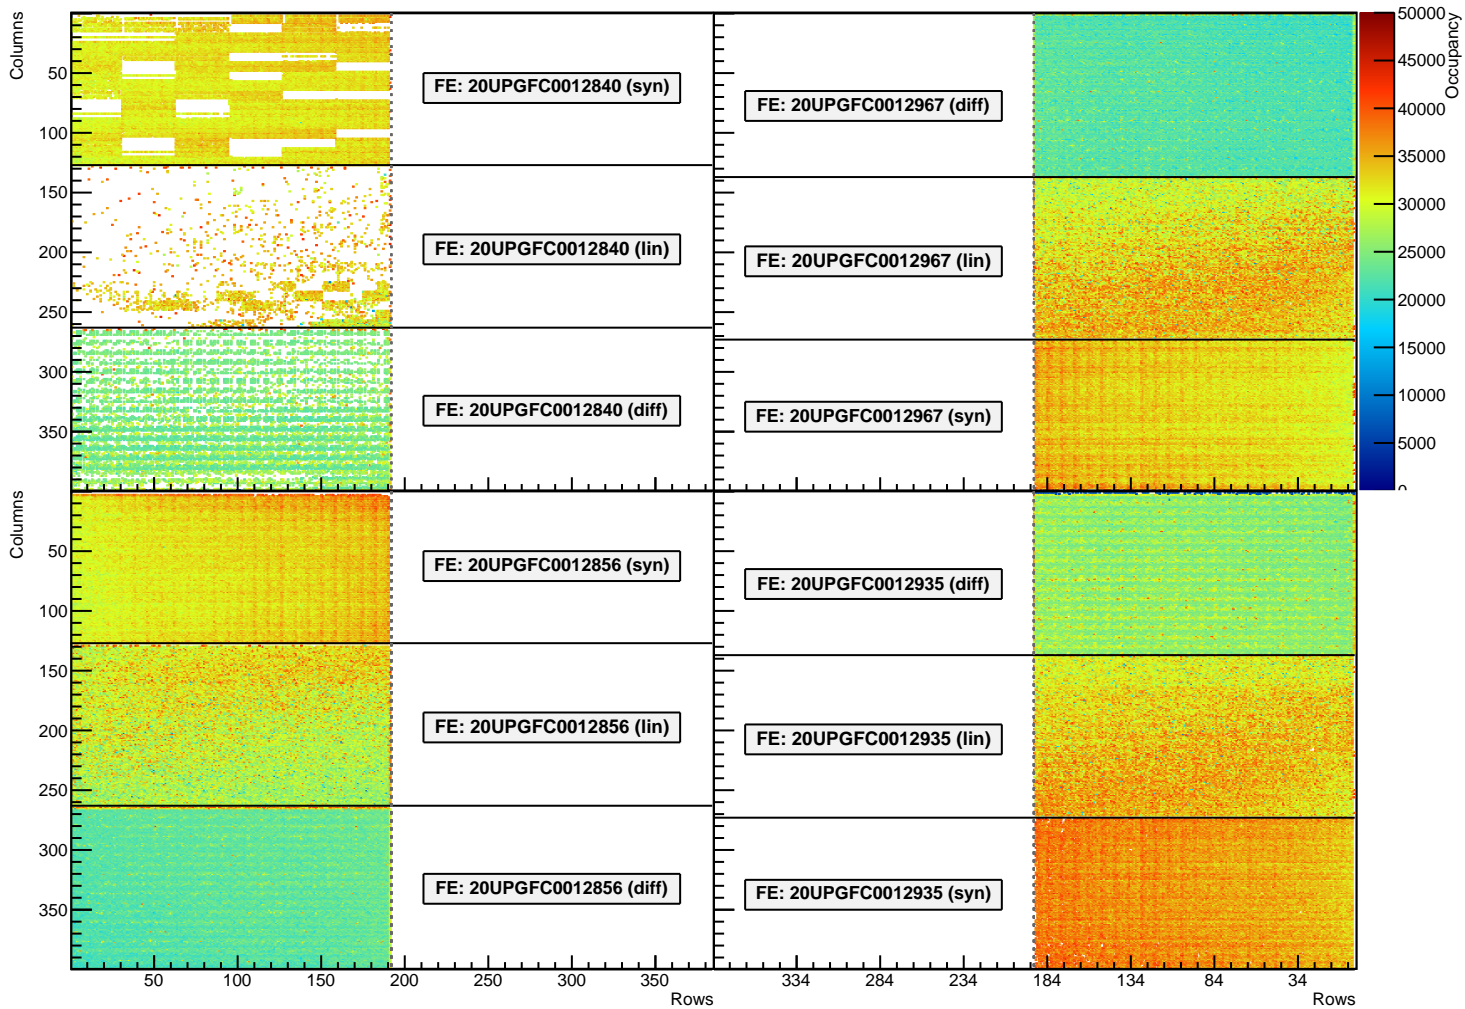 Columns
50
100
150
200
250
300
350
FE: 20UPGFC0012840 (syn)
FE: 20UPGFC0012840 (lin)
FE: 20UPGFC0012840 (diff)
FE: 20UPGFC0012967 (diff)
FE: 20UPGFC0012967 (lin)
FE: 20UPGFC0012967 (syn)
50000
45000
40000
35000
30000
25000
20000
15000
10000
5000
0
Occupancy
Columns
50
100
150
200
250
300
350
FE: 20UPGFC0012856 (syn)
FE: 20UPGFC0012856 (lin)
FE: 20UPGFC0012856 (diff)
FE: 20UPGFC0012935 (diff)
FE: 20UPGFC0012935 (lin)
FE: 20UPGFC0012935 (syn)
50 100 150 200 250 300 350
Rows
334 284 234 184 134 84 34
Rows